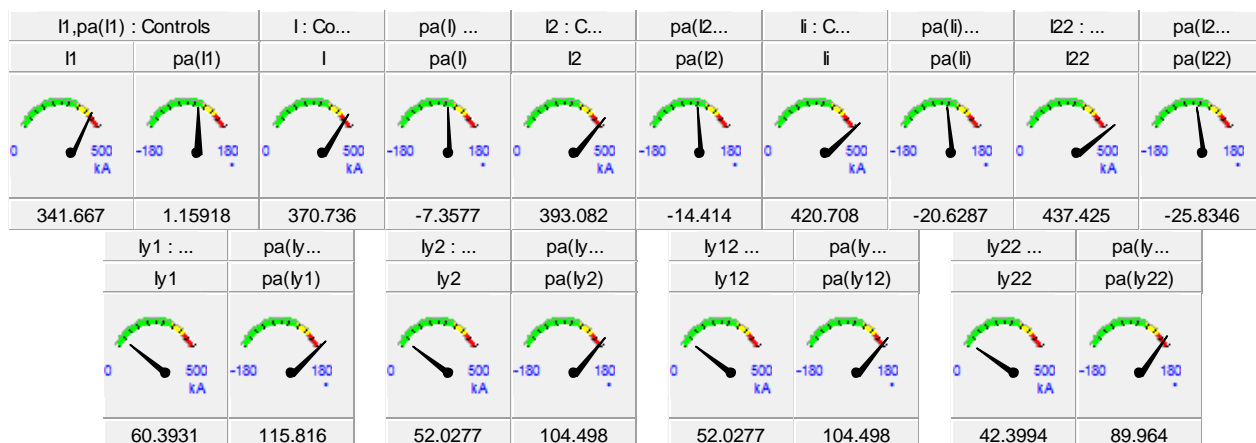 I1,pa(I1) : Controls I : Co... pa(I) ... I2 : C... pa(I2... Ii : C... pa(Ii)... I22 : ... pa(I2...
I1 pa(I1) I pa(I) I2 pa(I2) Ii pa(Ii) I22 pa(I22)
0 500 -180 180 0 500 -180 180 0 500 -180 180 0 500 -180 180 0 500 -180 180
kA ° kA ° kA ° kA ° kA °
341.667 1.15918 370.736 -7.3577 393.082 -14.414 420.708 -20.6287 437.425 -25.8346
Iy1 : ... pa(Iy... Iy2 : ... pa(Iy... Iy12 ... pa(Iy... Iy22 ... pa(Iy...
Iy1 pa(Iy1) Iy2 pa(Iy2) Iy12 pa(Iy12) Iy22 pa(Iy22)
0 500 -180 180 0 500 -180 180 0 500 -180 180 0 500 -180 180
kA ° kA ° kA ° kA °
60.3931 115.816 52.0277 104.498 52.0277 104.498 42.3994 89.964